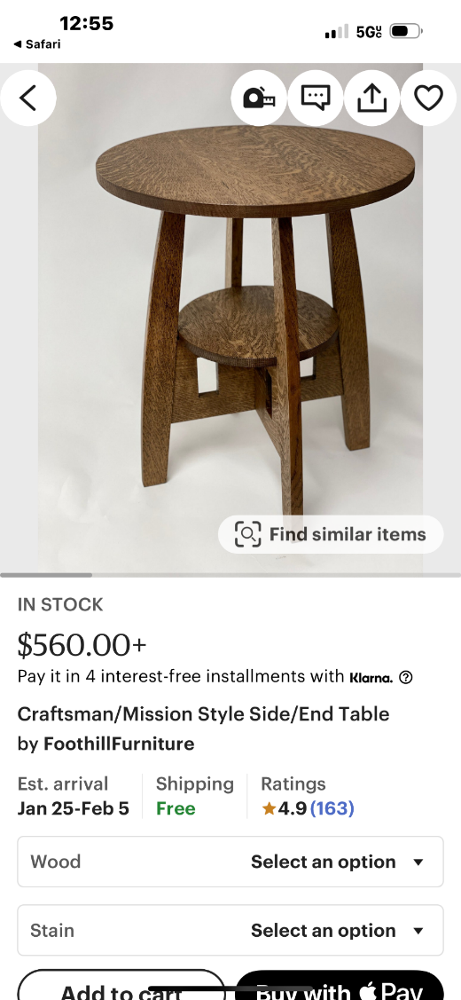 12:55
5G UC
◀ Safari
Find similar items
IN STOCK
$560.00+
Pay it in 4 interest-free installments with Klarna. ?
Craftsman/Mission Style Side/End Table
by FoothillFurniture
Est. arrival Shipping Ratings
Jan 25-Feb 5 Free ★4.9 (163)
Wood Select an option ▼
Stain Select an option ▼
Add to cart Buy with Pay